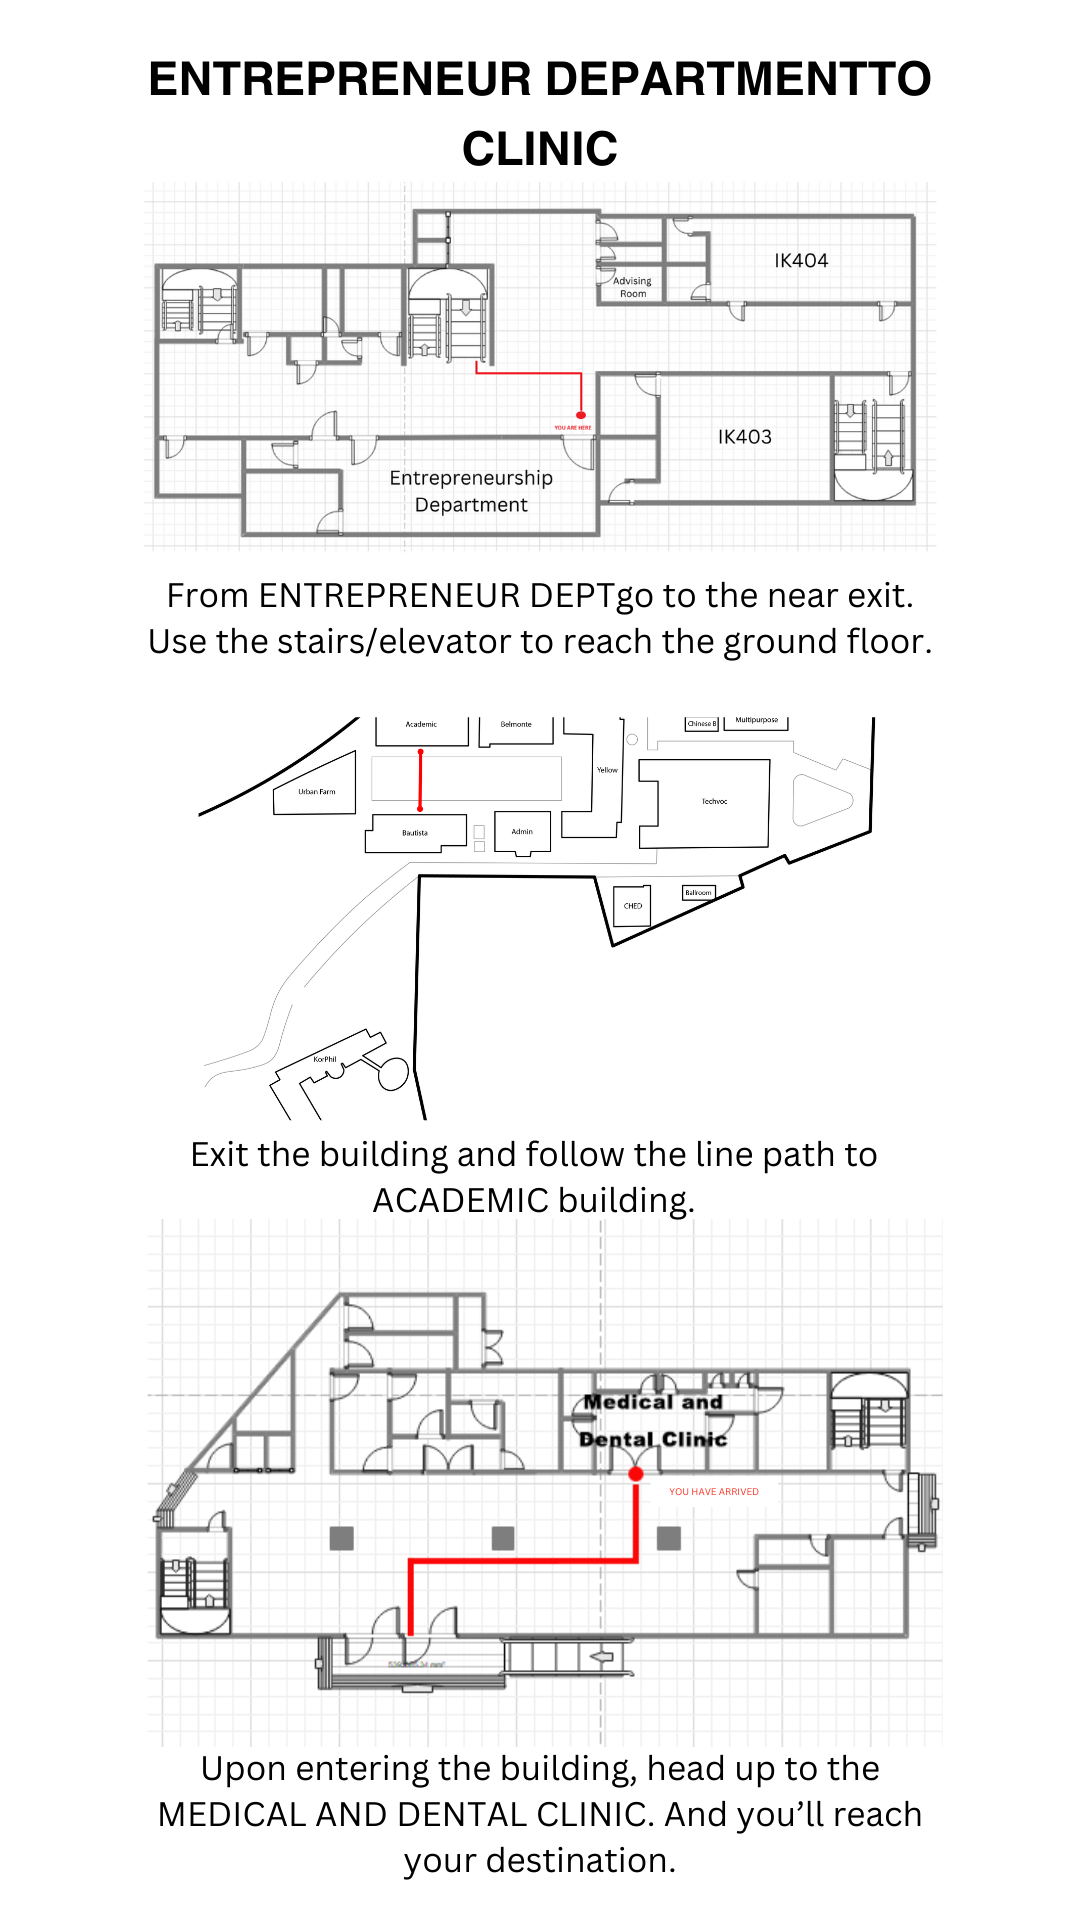 ENTREPRENEUR DEPARTMENTTO
CLINIC
IK404
Advising
Room
YOU ARE HERE
IK403
Entrepreneurship
Department
From ENTREPRENEUR DEPTgo to the near exit.
Use the stairs/elevator to reach the ground floor.
Academic
Belmonte
Chinese B
Multipurpose
Urban Farm
Yellow
Techvoc
Bautista
Admin
CHED
Ballroom
KorPhil
Exit the building and follow the line path to
ACADEMIC building.
Medical and
Dental Clinic
YOU HAVE ARRIVED
Upon entering the building, head up to the
MEDICAL AND DENTAL CLINIC. And you’ll reach
your destination.